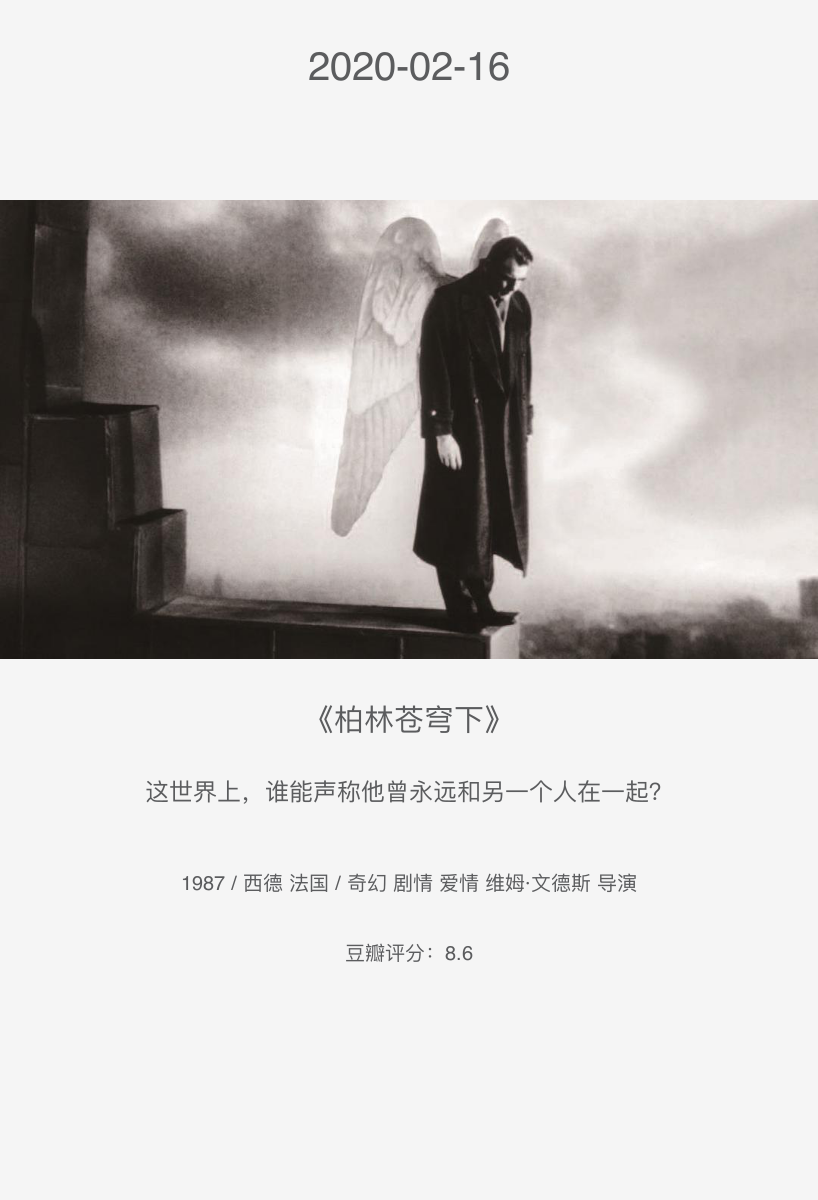 2020-02-16
《柏林苍穹下》
这世界上，谁能声称他曾永远和另一个人在一起？
1987 / 西德 法国 / 奇幻 剧情 爱情 维姆·文德斯 导演
豆瓣评分：8.6